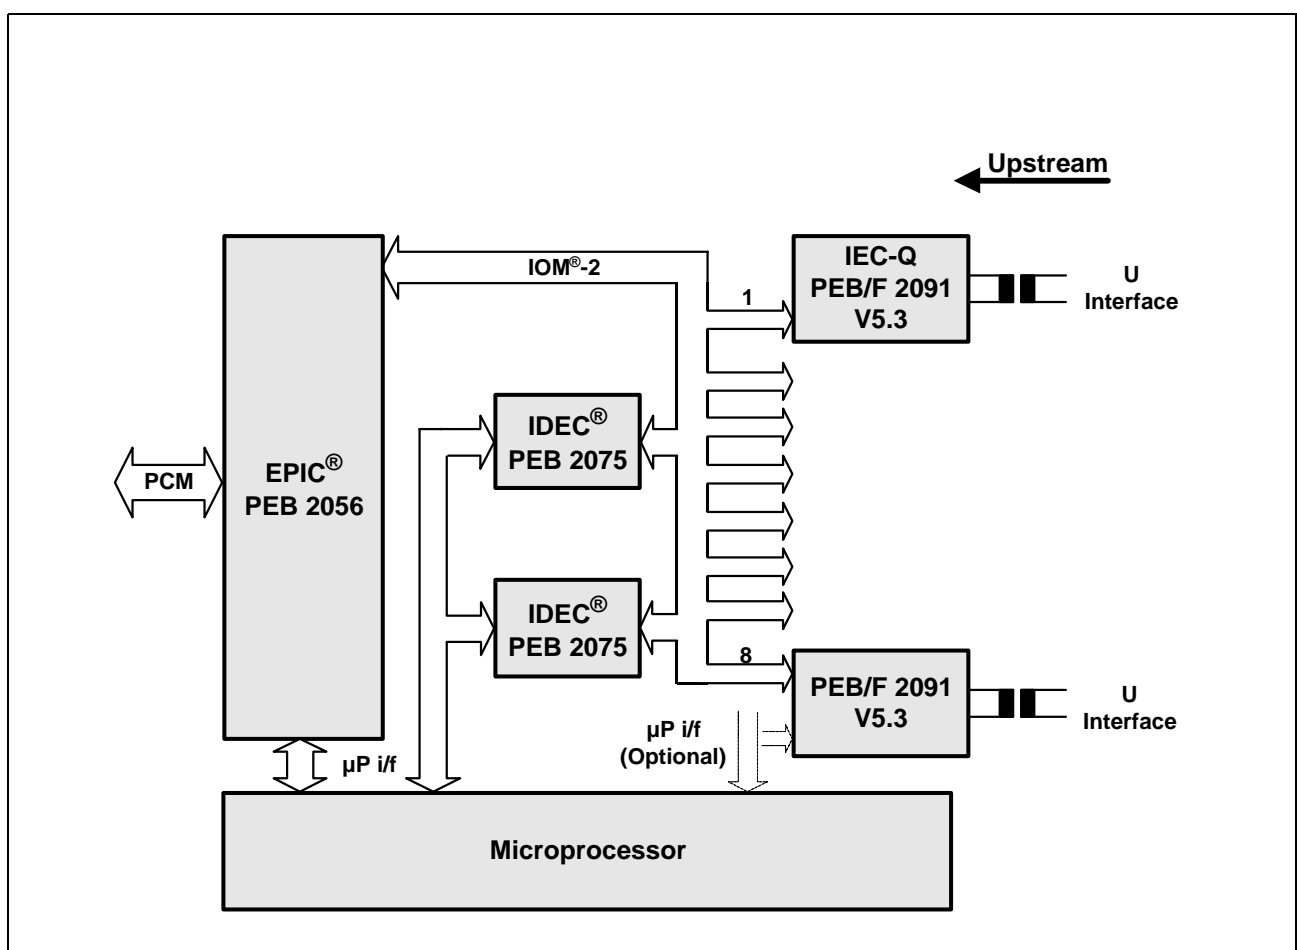 Upstream
IOM®-2
1
IEC-Q
PEB/F 2091
V5.3
U
Interface
IDEC®
PEB 2075
PCM
EPIC®
PEB 2056
IDEC®
PEB 2075
8
PEB/F 2091
V5.3
U
Interface
µP i/f
(Optional)
µP i/f
Microprocessor